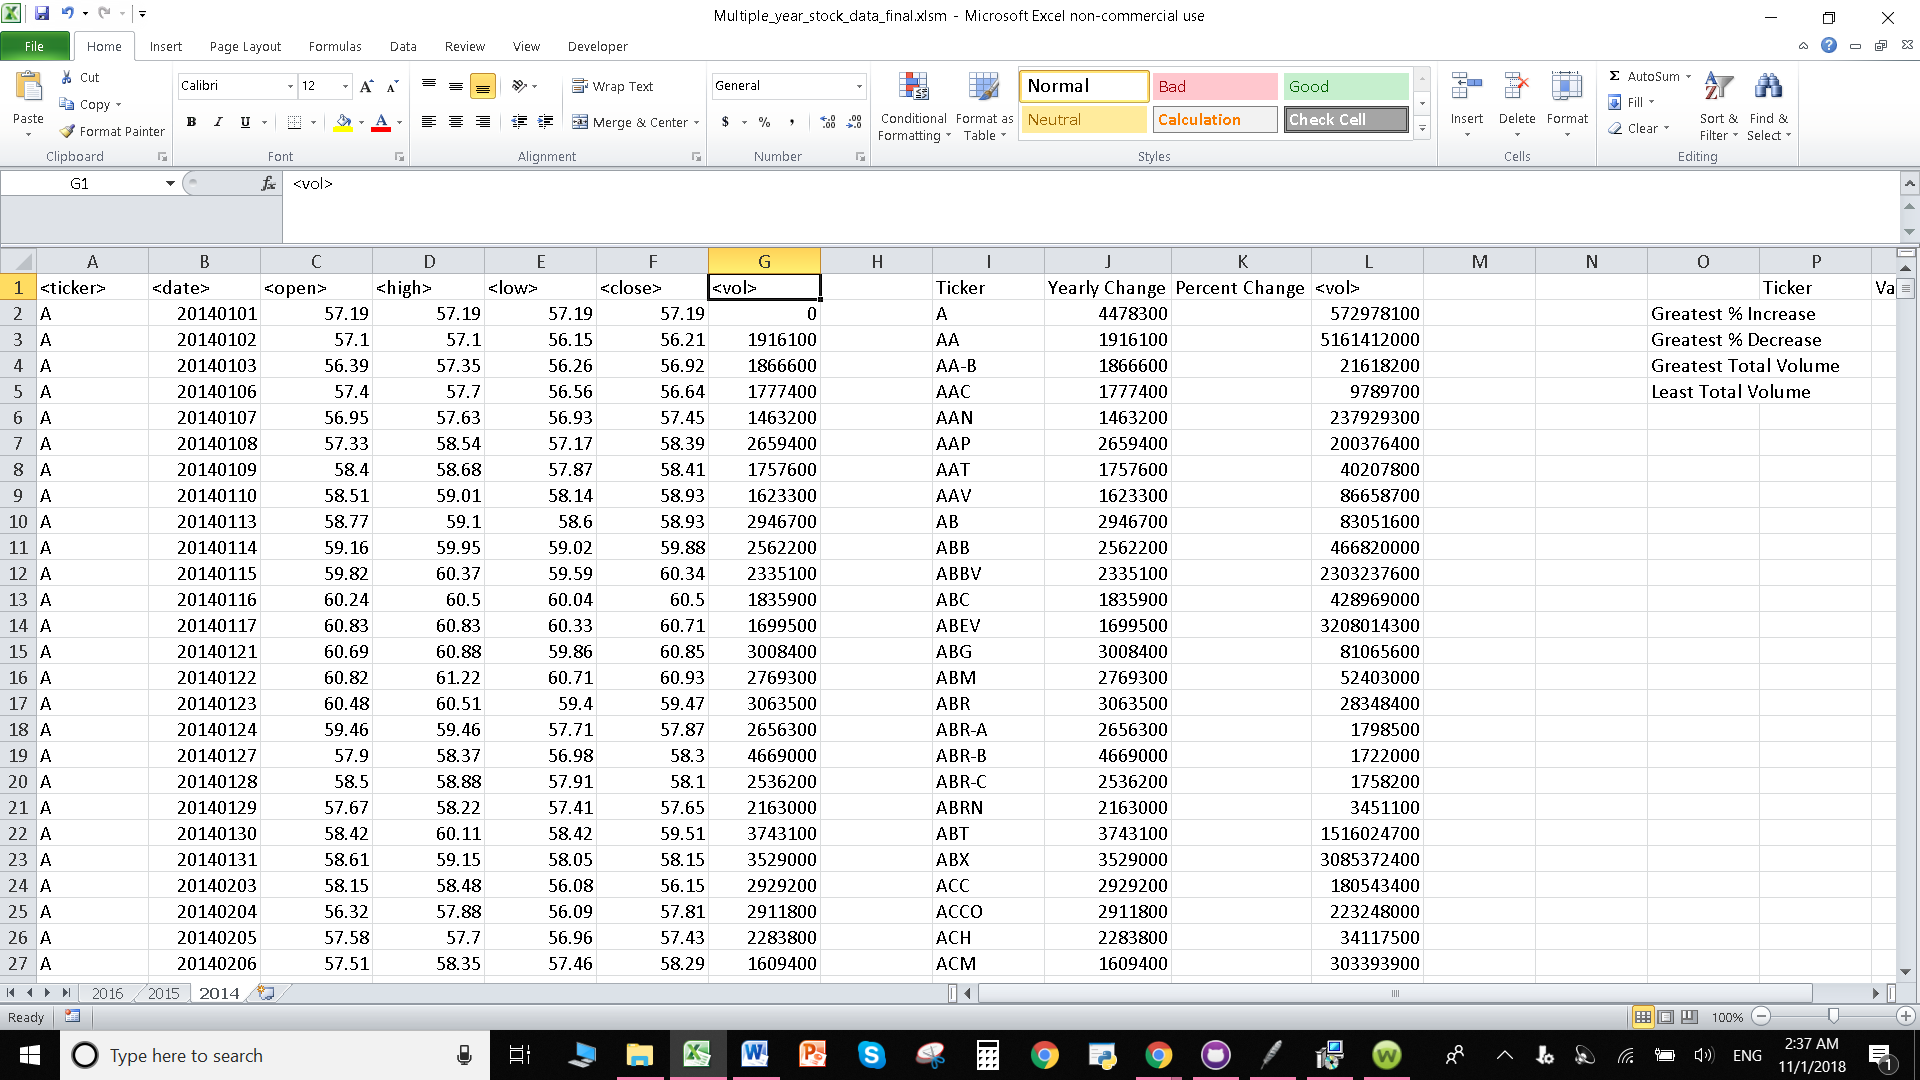 Multiple_year_stock_data_final.xlsm - Microsoft Excel non-commercial use
File Home Insert Page Layout Formulas Data Review View Developer
Cut
Copy
Format Painter
Paste
Clipboard
Calibri 12
B I U
Font
Wrap Text
Merge & Center
Alignment
General
$ % ,
Number
Conditional Formatting
Format as Table
Normal Bad Good
Neutral Calculation Check Cell
Styles
Insert Delete Format
Cells
Σ AutoSum
Fill
Clear
Sort & Filter
Find & Select
Editing
G1 fx <vol>
A B C D E F G H I J K L M N O P
1 <ticker> <date> <open> <high> <low> <close> <vol> Ticker Yearly Change Percent Change <vol> Ticker Va
2 A 20140101 57.19 57.19 57.19 57.19 0 A 4478300 572978100 Greatest % Increase
3 A 20140102 57.1 57.1 56.15 56.21 1916100 AA 1916100 5161412000 Greatest % Decrease
4 A 20140103 56.39 57.35 56.26 56.92 1866600 AA-B 1866600 21618200 Greatest Total Volume
5 A 20140106 57.4 57.7 56.56 56.64 1777400 AAC 1777400 9789700 Least Total Volume
6 A 20140107 56.95 57.63 56.93 57.45 1463200 AAN 1463200 237929300
7 A 20140108 57.33 58.54 57.17 58.39 2659400 AAP 2659400 200376400
8 A 20140109 58.4 58.68 57.87 58.41 1757600 AAT 1757600 40207800
9 A 20140110 58.51 59.01 58.14 58.93 1623300 AAV 1623300 86658700
10 A 20140113 58.77 59.1 58.6 58.93 2946700 AB 2946700 83051600
11 A 20140114 59.16 59.95 59.02 59.88 2562200 ABB 2562200 466820000
12 A 20140115 59.82 60.37 59.59 60.34 2335100 ABBV 2335100 2303237600
13 A 20140116 60.24 60.5 60.04 60.5 1835900 ABC 1835900 428969000
14 A 20140117 60.83 60.83 60.33 60.71 1699500 ABEV 1699500 3208014300
15 A 20140121 60.69 60.88 59.86 60.85 3008400 ABG 3008400 81065600
16 A 20140122 60.82 61.22 60.71 60.93 2769300 ABM 2769300 52403000
17 A 20140123 60.48 60.51 59.4 59.47 3063500 ABR 3063500 28348400
18 A 20140124 59.46 59.46 57.71 57.87 2656300 ABR-A 2656300 1798500
19 A 20140127 57.9 58.37 56.98 58.3 4669000 ABR-B 4669000 1722000
20 A 20140128 58.5 58.88 57.91 58.1 2536200 ABR-C 2536200 1758200
21 A 20140129 57.67 58.22 57.41 57.65 2163000 ABRN 2163000 3451100
22 A 20140130 58.42 60.11 58.42 59.51 3743100 ABT 3743100 1516024700
23 A 20140131 58.61 59.15 58.05 58.15 3529000 ABX 3529000 3085372400
24 A 20140203 58.15 58.48 56.08 56.15 2929200 ACC 2929200 180543400
25 A 20140204 56.32 57.88 56.09 57.81 2911800 ACCO 2911800 223248000
26 A 20140205 57.58 57.7 56.96 57.43 2283800 ACH 2283800 34117500
27 A 20140206 57.51 58.35 57.46 58.29 1609400 ACM 1609400 303393900
2016 2015 2014
Ready 100%
Type here to search
ENG
2:37 AM
11/1/2018
1